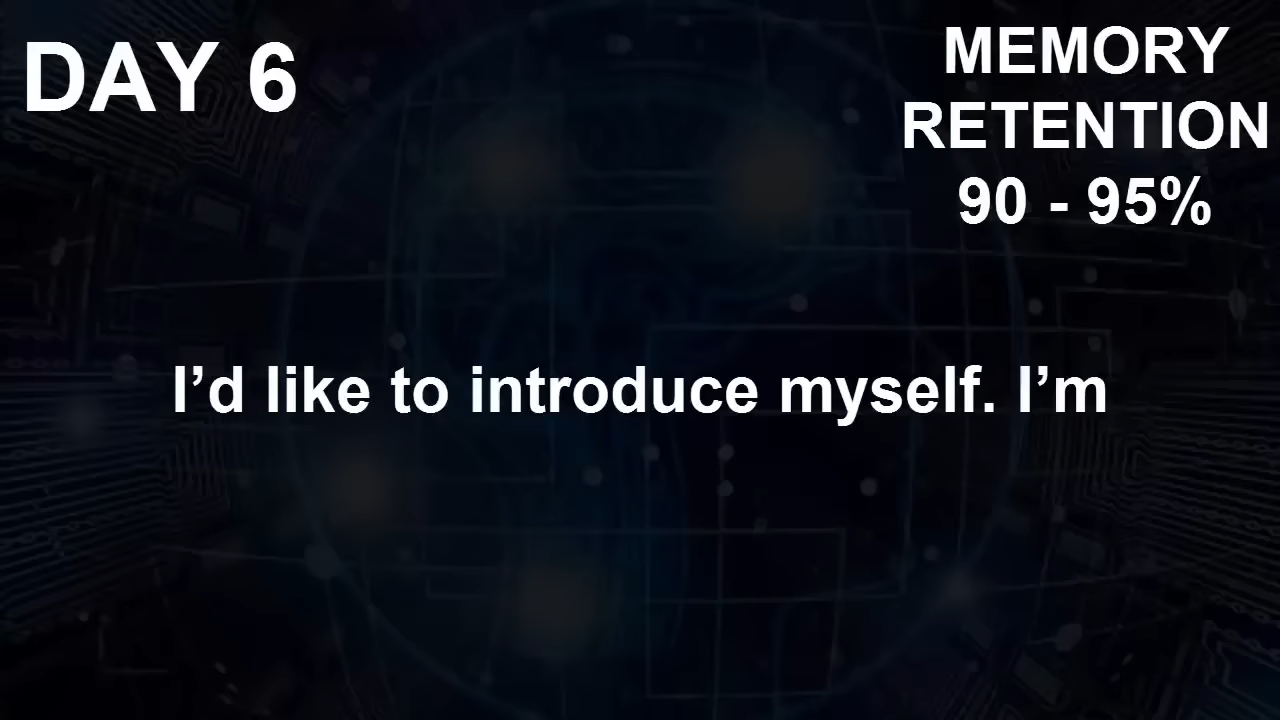 DAY 6
MEMORY
RETENTION
90 - 95%
I’d like to introduce myself. I’m